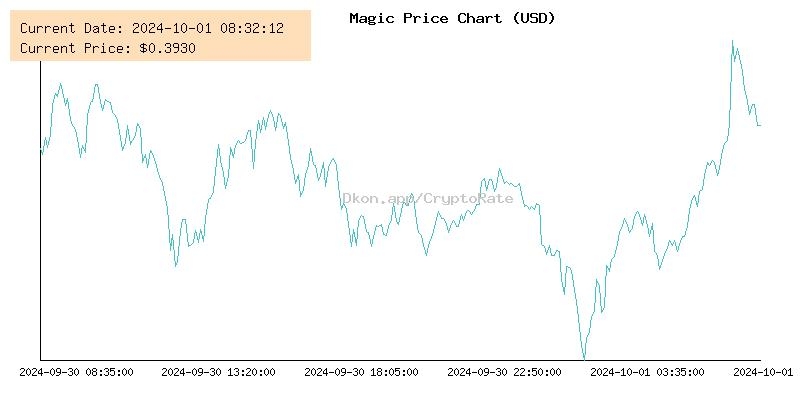 Magic Price Chart (USD)
Current Date: 2024-10-01 08:32:12
Current Price: $0.3930
Dkon.app/CryptoRate
2024-09-30 08:35:00 2024-09-30 13:20:00 2024-09-30 18:05:00 2024-09-30 22:50:00 2024-10-01 03:35:00 2024-10-01